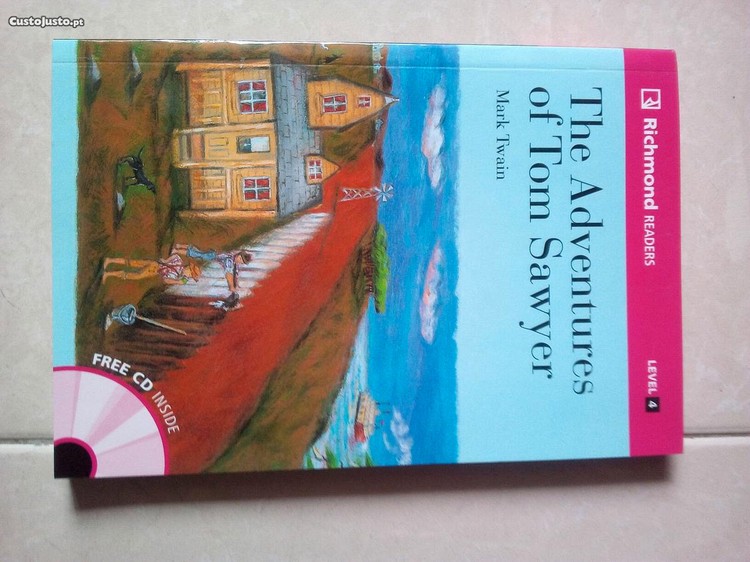 CustoJusto.pt
Richmond READERS
LEVEL 4
The Adventures
of Tom Sawyer
Mark Twain
FREE CD INSIDE